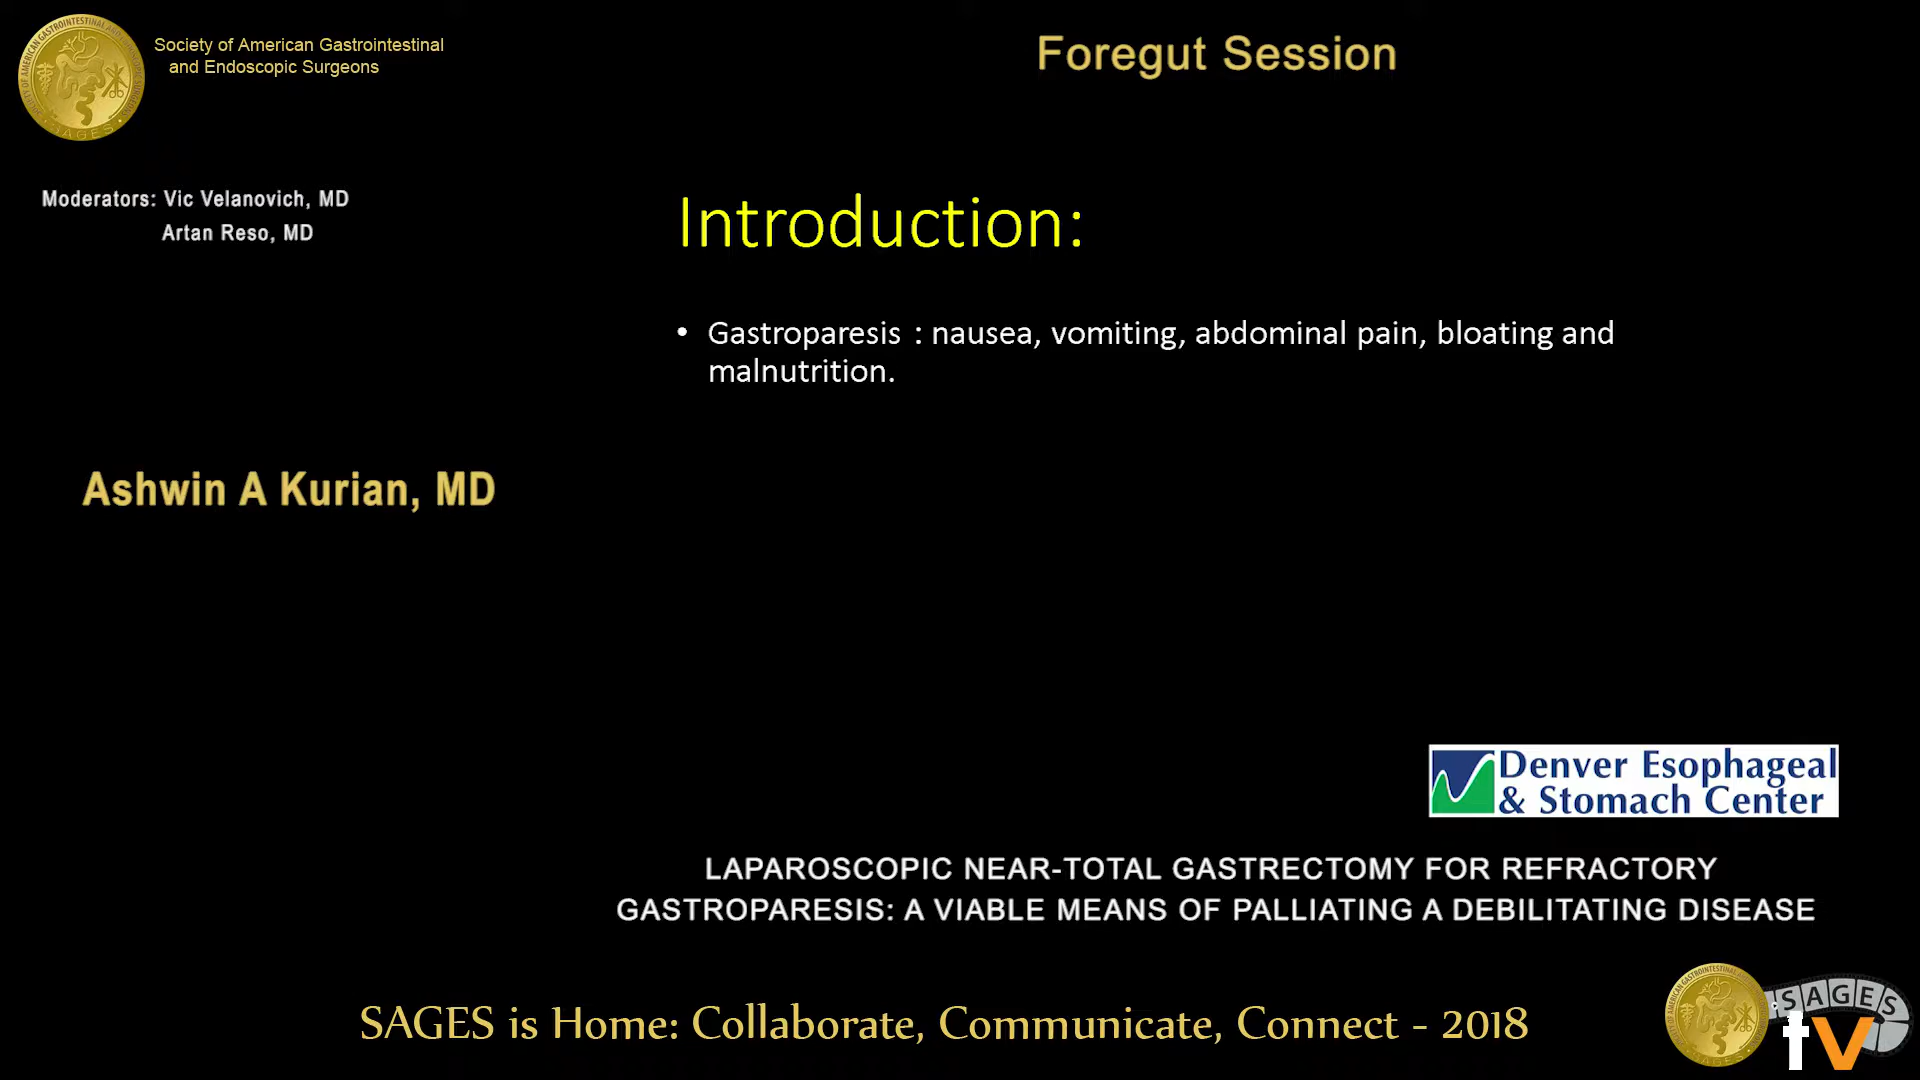 Society of American Gastrointestinal
and Endoscopic Surgeons
Foregut Session
Moderators: Vic Velanovich, MD
Artan Reso, MD
Introduction:
• Gastroparesis : nausea, vomiting, abdominal pain, bloating and
malnutrition.
Ashwin A Kurian, MD
Denver Esophageal
& Stomach Center
LAPAROSCOPIC NEAR-TOTAL GASTRECTOMY FOR REFRACTORY
GASTROPARESIS: A VIABLE MEANS OF PALLIATING A DEBILITATING DISEASE
SAGES is Home: Collaborate, Communicate, Connect - 2018
SAGES
tv